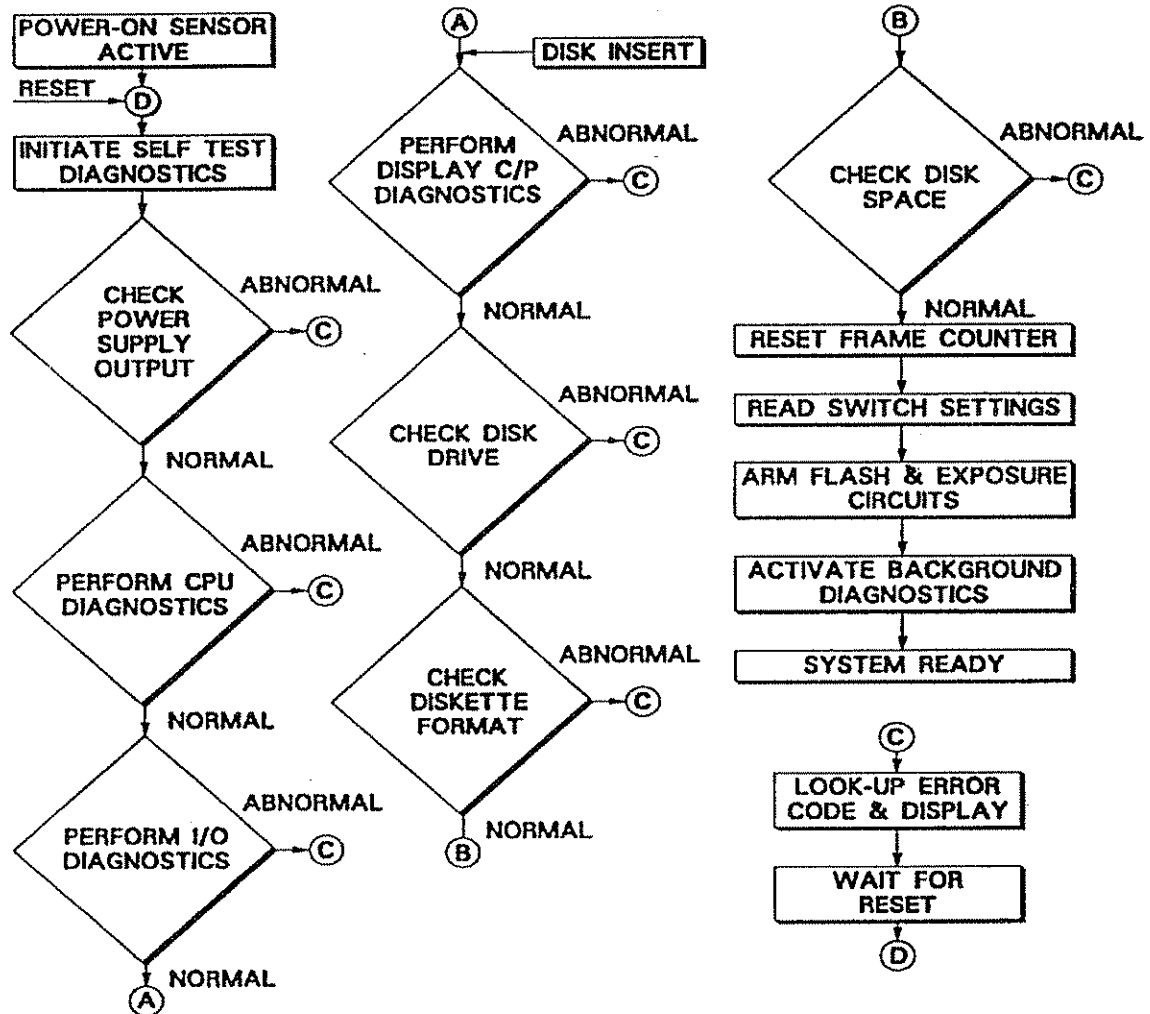 POWER-ON SENSOR
ACTIVE
RESET
D
INITIATE SELF TEST
DIAGNOSTICS
CHECK
POWER
SUPPLY
OUTPUT
ABNORMAL
C
NORMAL
PERFORM CPU
DIAGNOSTICS
ABNORMAL
C
NORMAL
PERFORM I/O
DIAGNOSTICS
ABNORMAL
C
NORMAL
A
A
DISK INSERT
PERFORM
DISPLAY C/P
DIAGNOSTICS
ABNORMAL
C
NORMAL
CHECK DISK
DRIVE
ABNORMAL
C
NORMAL
CHECK
DISKETTE
FORMAT
ABNORMAL
C
NORMAL
B
B
CHECK DISK
SPACE
ABNORMAL
C
NORMAL
RESET FRAME COUNTER
READ SWITCH SETTINGS
ARM FLASH & EXPOSURE
CIRCUITS
ACTIVATE BACKGROUND
DIAGNOSTICS
SYSTEM READY
C
LOOK-UP ERROR
CODE & DISPLAY
WAIT FOR
RESET
D